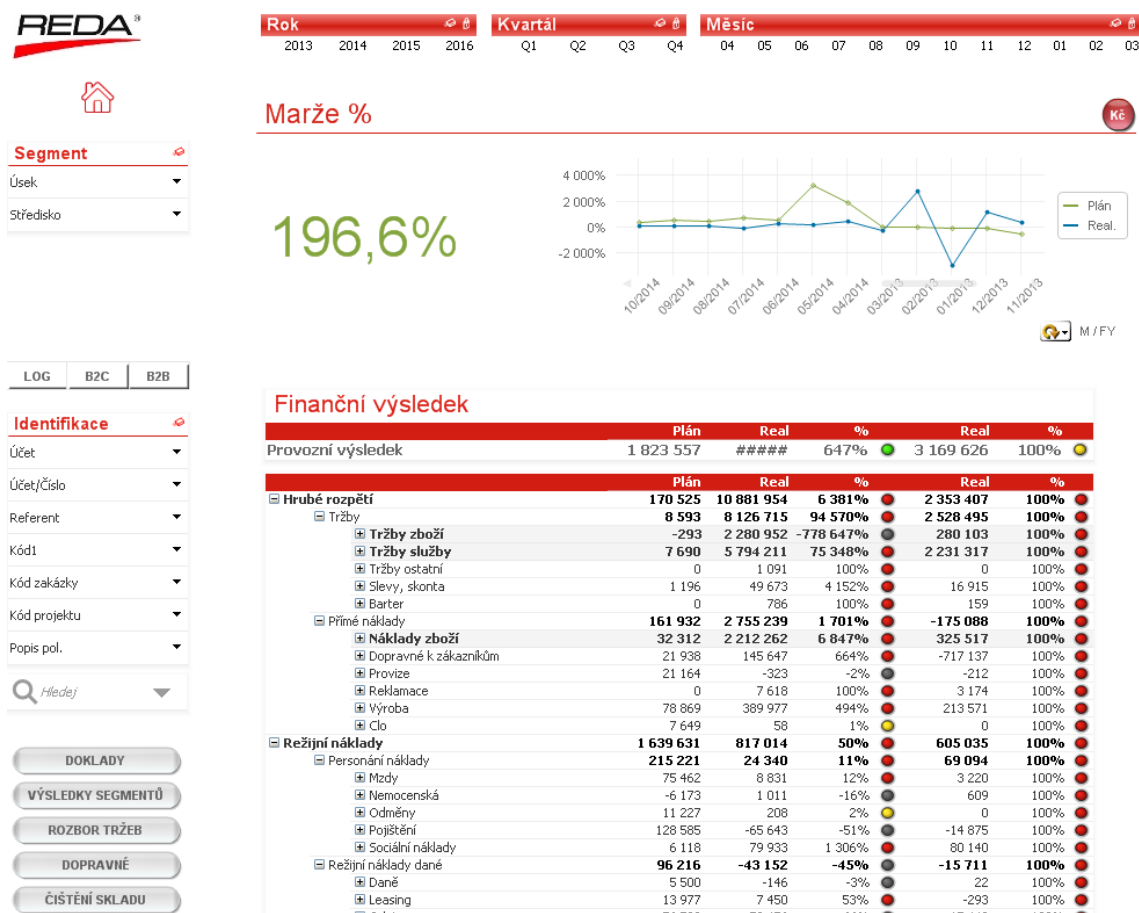 REDA®
Rok Kvartál Měsíc
2013 2014 2015 2016 Q1 Q2 Q3 Q4 04 05 06 07 08 09 10 11 12 01 02 03
Marže %
Kč
Segment
Úsek
Středisko
196,6%
4 000%
2 000%
0%
-2 000%
Plán
Real.
10/2014 09/2014 08/2014 07/2014 06/2014 05/2014 04/2014 03/2013 02/2013 01/2013 12/2013 11/2013
M / FY
LOG B2C B2B
Identifikace
Účet
Účet/Číslo
Referent
Kód1
Kód zakázky
Kód projektu
Popis pol.
Hledej
DOKLADY
VÝSLEDKY SEGMENTŮ
ROZBOR TRŽEB
DOPRAVNÉ
ČIŠTĚNÍ SKLADU
Finanční výsledek
Plán Real % Real %
Provozní výsledek 1 823 557 ##### 647% 3 169 626 100%
Plán Real % Real %
Hrubé rozpětí 170 525 10 881 954 6 381% 2 353 407 100%
Tržby 8 593 8 126 715 94 570% 2 528 495 100%
Tržby zboží -293 2 280 952 -778 647% 280 103 100%
Tržby služby 7 690 5 794 211 75 348% 2 231 317 100%
Tržby ostatní 0 1 091 100% 0 100%
Slevy, skonta 1 196 49 673 4 152% 16 915 100%
Barter 0 786 100% 159 100%
Přímé náklady 161 932 2 755 239 1 701% -175 088 100%
Náklady zboží 32 312 2 212 262 6 847% 325 517 100%
Dopravné k zákazníkům 21 938 145 647 664% -717 137 100%
Provize 21 164 -323 -2% -212 100%
Reklamace 0 7 618 100% 3 174 100%
Výroba 78 869 389 977 494% 213 571 100%
Clo 7 649 58 1% 0 100%
Režijní náklady 1 639 631 817 014 50% 605 035 100%
Personání náklady 215 221 24 340 11% 69 094 100%
Mzdy 75 462 8 831 12% 3 220 100%
Nemocenská -6 173 1 011 -16% 609 100%
Odměny 11 227 208 2% 0 100%
Pojištění 128 585 -65 643 -51% -14 875 100%
Sociální náklady 6 118 79 933 1 306% 80 140 100%
Režijní náklady dané 96 216 -43 152 -45% -15 711 100%
Daně 5 500 -146 -3% 22 100%
Leasing 13 977 7 450 53% -293 100%